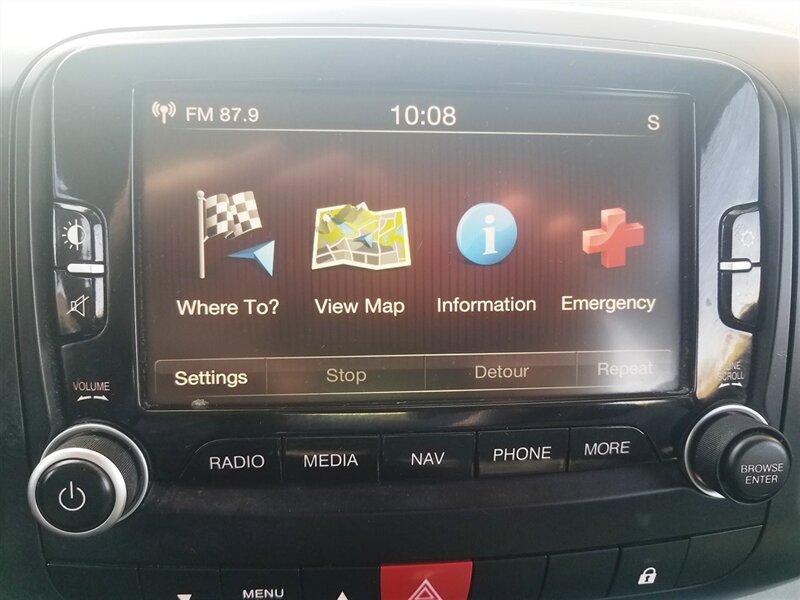 FM 87.9 10:08 S
Where To? View Map Information Emergency
Settings Stop Detour Repeat
VOLUME
SCROLL
RADIO MEDIA NAV PHONE MORE
BROWSE
ENTER
MENU